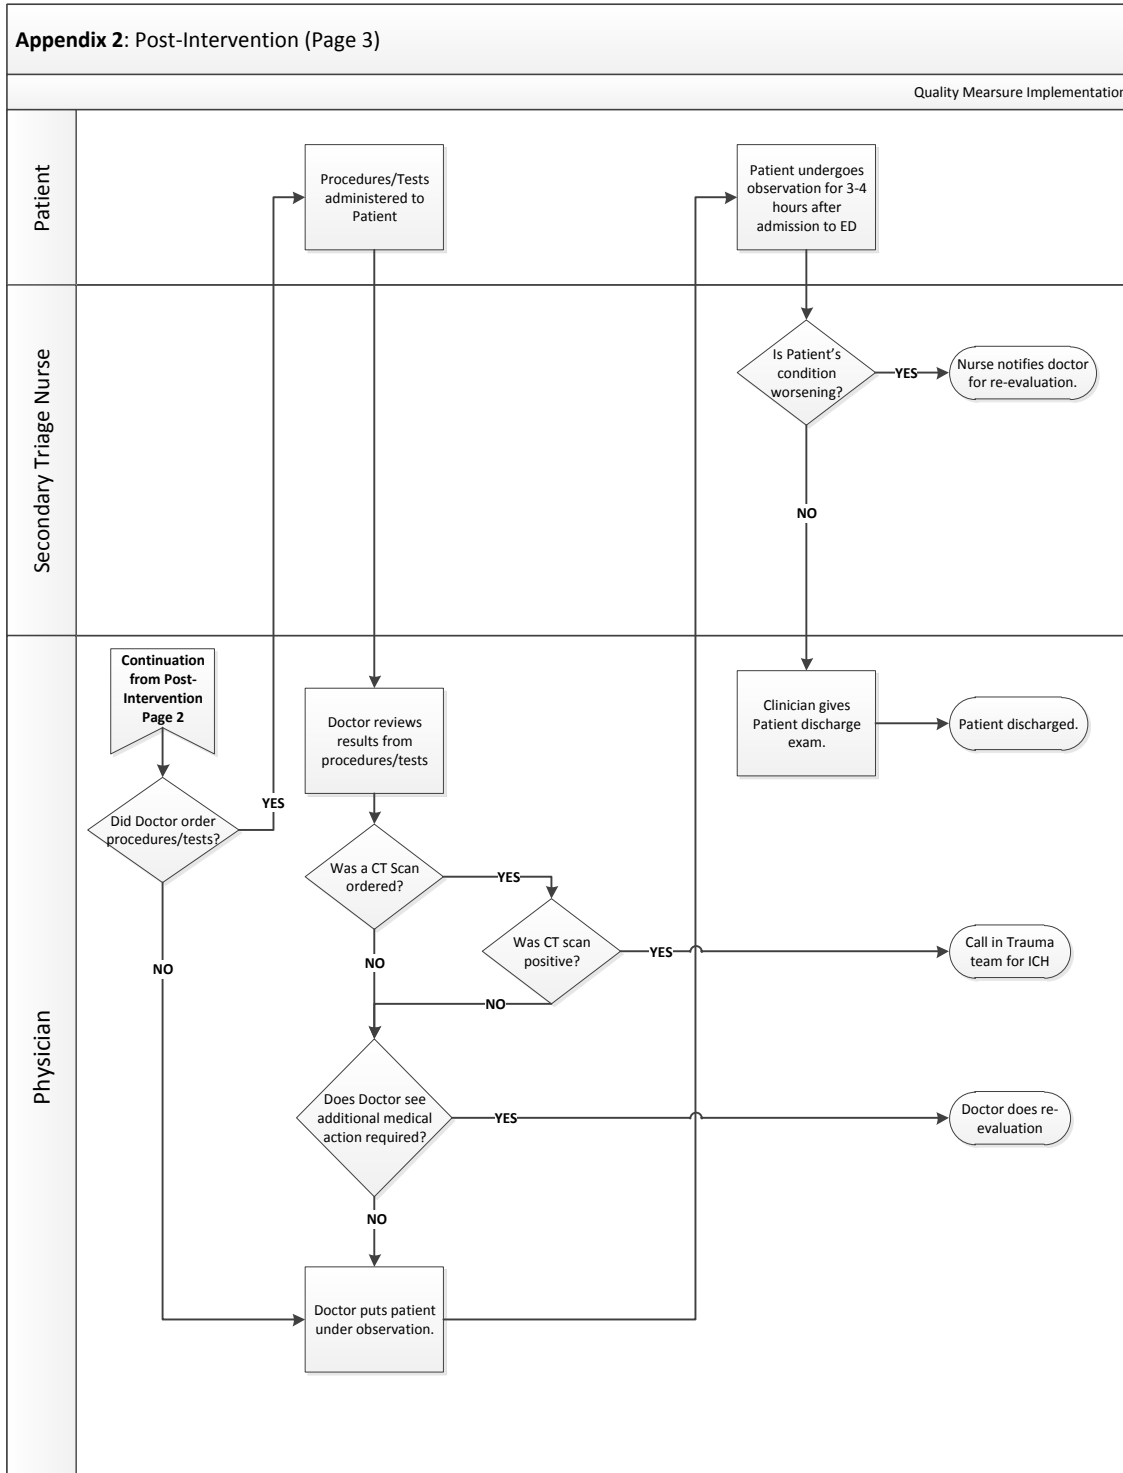 Appendix 2: Post-Intervention (Page 3)
Quality Mearsure Implementation
Patient
Procedures/Tests
administered to
Patient
Patient undergoes
observation for 3-4
hours after
admission to ED
Secondary Triage Nurse
Is Patient's
condition
worsening?
YES
Nurse notifies doctor
for re-evaluation.
NO
Physician
Continuation
from Post-
Intervention
Page 2
Did Doctor order
procedures/tests?
YES
NO
Doctor reviews
results from
procedures/tests
Was a CT Scan
ordered?
YES
NO
Was CT scan
positive?
YES
NO
Call in Trauma
team for ICH
Does Doctor see
additional medical
action required?
YES
Doctor does re-
evaluation
NO
Doctor puts patient
under observation.
Clinician gives
Patient discharge
exam.
Patient discharged.